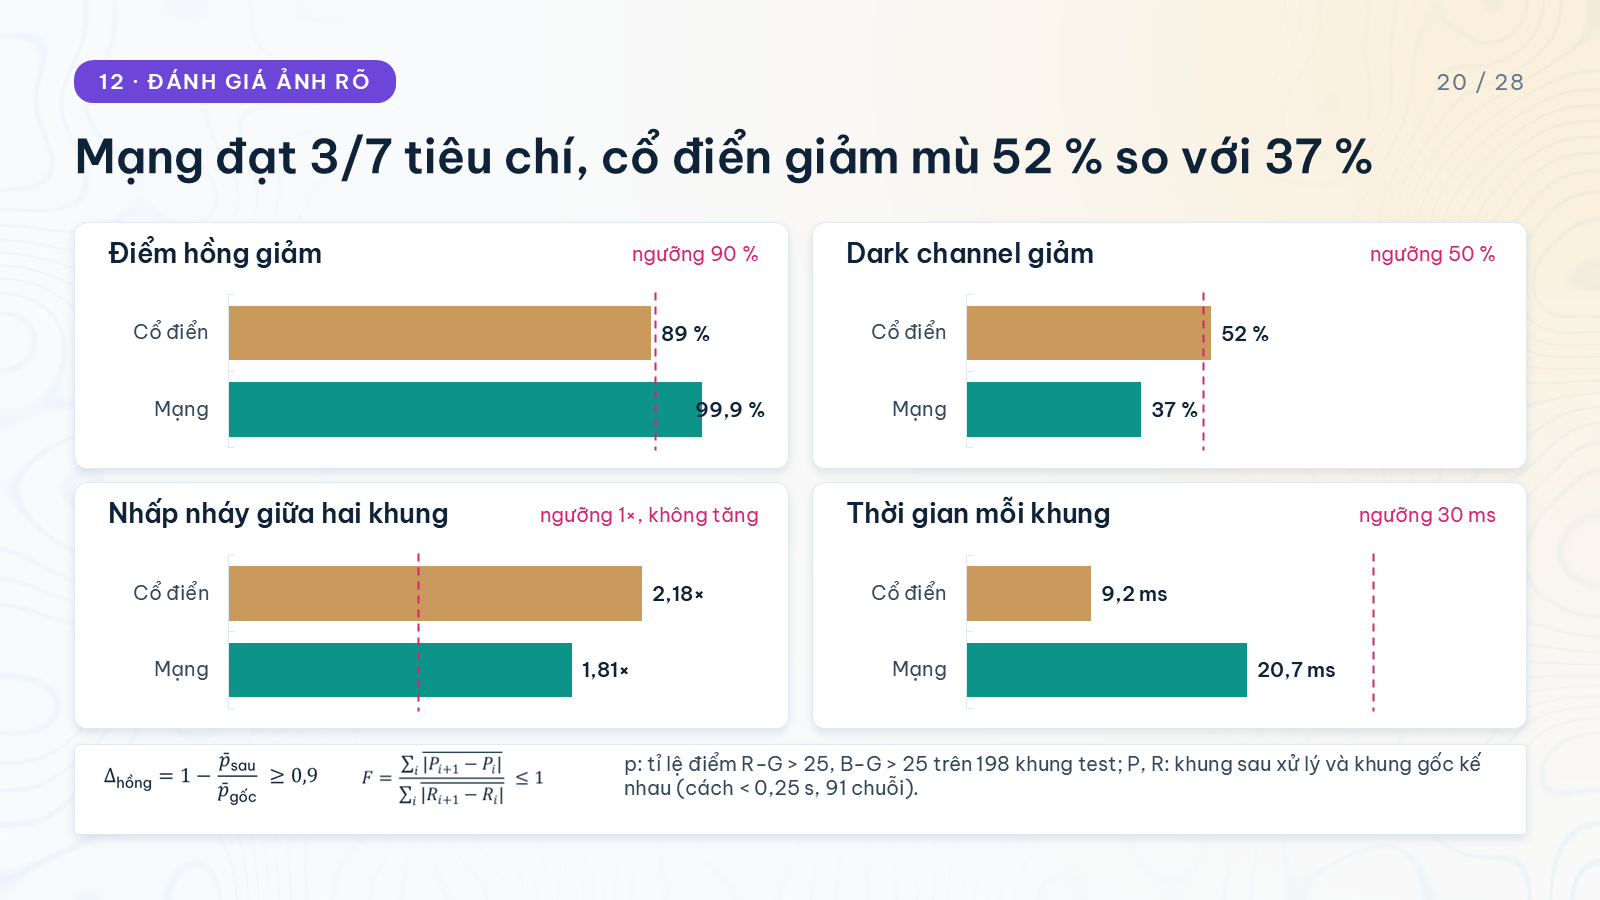 12 · ĐÁNH GIÁ ẢNH RÕ
20 / 28
Mạng đạt 3/7 tiêu chí, cổ điển giảm mù 52 % so với 37 %
Điểm hồng giảm
ngưỡng 90 %
Cổ điển
89 %
Mạng
99,9 %
Dark channel giảm
ngưỡng 50 %
Cổ điển
52 %
Mạng
37 %
Nhấp nháy giữa hai khung
ngưỡng 1×, không tăng
Cổ điển
2,18×
Mạng
1,81×
Thời gian mỗi khung
ngưỡng 30 ms
Cổ điển
9,2 ms
Mạng
20,7 ms
Δhồng = 1 − p̄sau / p̄gốc ≥ 0,9
F = ∑i |Pi+1 − Pi| / ∑i |Ri+1 − Ri| ≤ 1
p: tỉ lệ điểm R–G > 25, B–G > 25 trên 198 khung test; P, R: khung sau xử lý và khung gốc kế
nhau (cách < 0,25 s, 91 chuỗi).